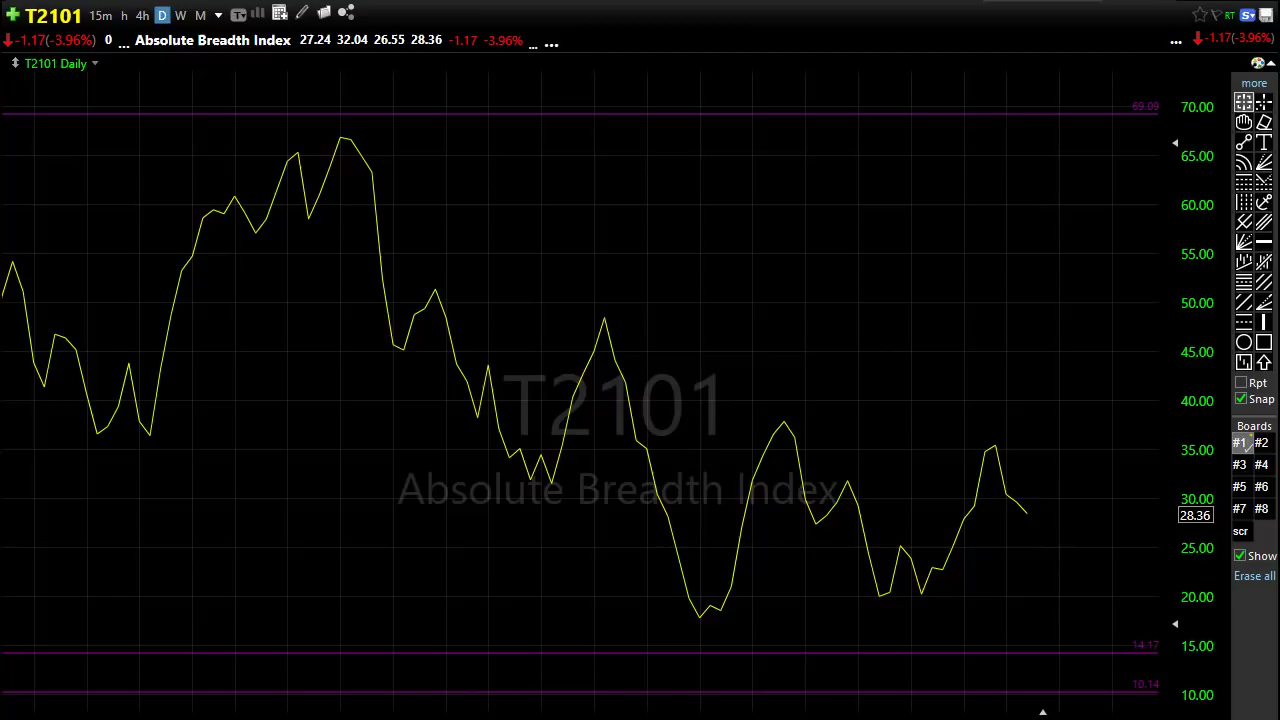 T2101 15m h 4h D W M RT S
-1.17(-3.96%) 0 ... Absolute Breadth Index 27.24 32.04 26.55 28.36 -1.17 -3.96% ... ... ... -1.17(-3.96%)
T2101 Daily
more
69.09
70.00
65.00
60.00
55.00
50.00
45.00
40.00
35.00
30.00
28.36
25.00
20.00
15.00
10.00
14.17
10.14
T2101
Absolute Breadth Index
T
Rpt
Snap
Boards
#1 #2
#3 #4
#5 #6
#7 #8
scr
Show
Erase all